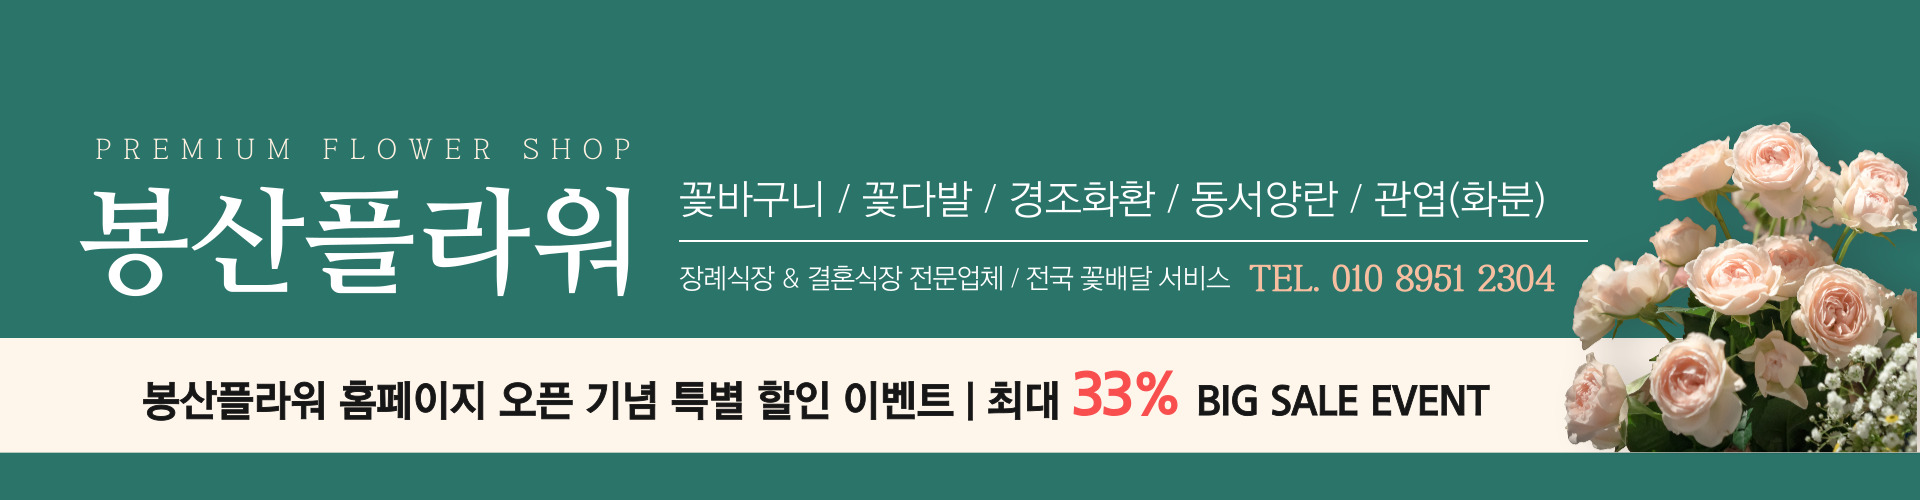 PREMIUM FLOWER SHOP
봉산플라워
꽃바구니 / 꽃다발 / 경조화환 / 동서양란 / 관엽(화분)
장례식장 & 결혼식장 전문업체 / 전국 꽃배달 서비스 TEL. 010 8951 2304
봉산플라워 홈페이지 오픈 기념 특별 할인 이벤트 | 최대 33% BIG SALE EVENT